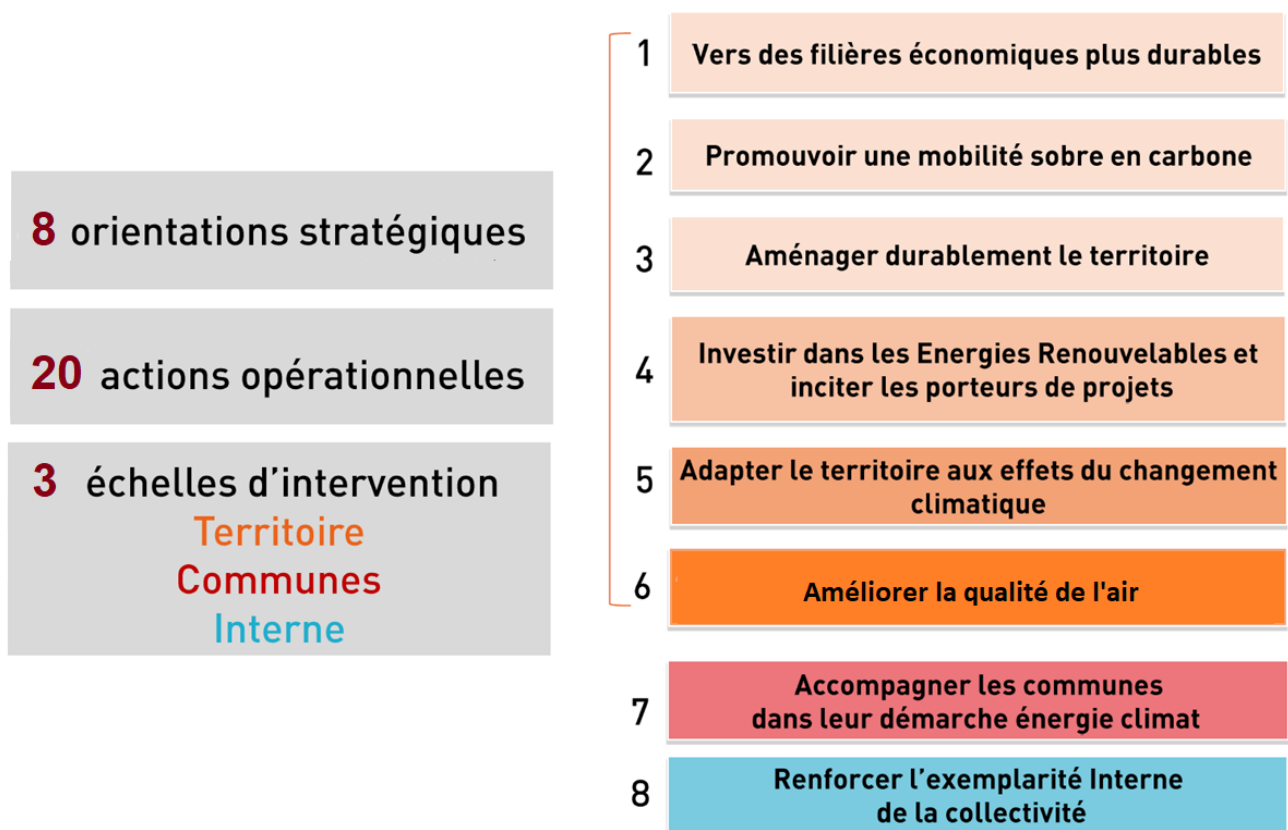 8 orientations stratégiques
20 actions opérationnelles
3 échelles d’intervention
Territoire
Communes
Interne
1 Vers des filières économiques plus durables
2 Promouvoir une mobilité sobre en carbone
3 Aménager durablement le territoire
4 Investir dans les Energies Renouvelables et
inciter les porteurs de projets
5 Adapter le territoire aux effets du changement
climatique
6 Améliorer la qualité de l'air
7 Accompagner les communes
dans leur démarche énergie climat
8 Renforcer l’exemplarité Interne
de la collectivité